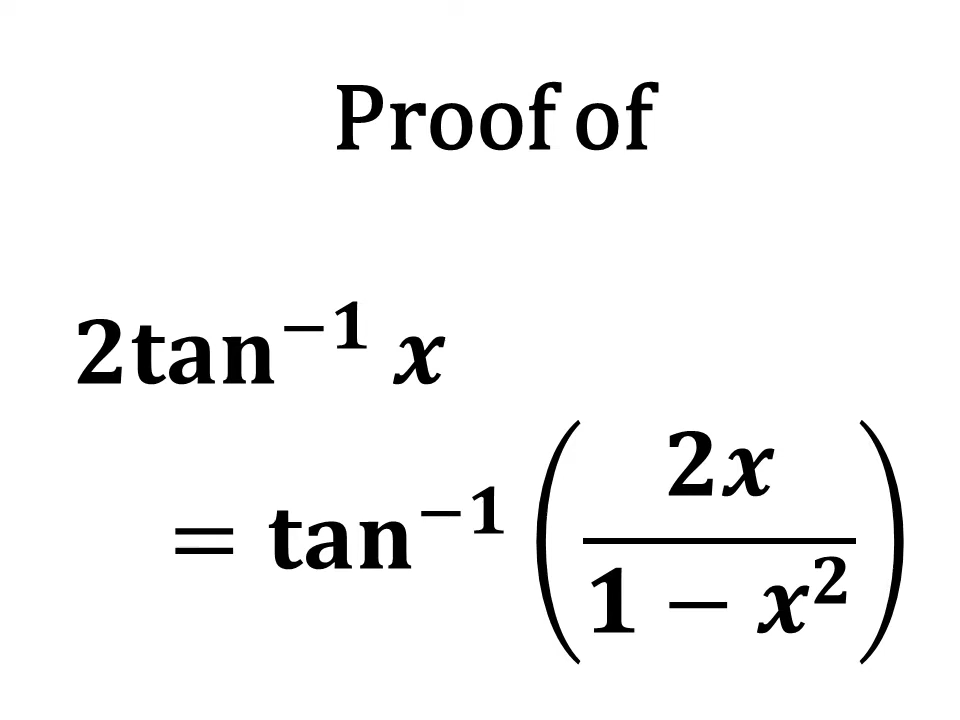 Proof of
2tan⁻¹ x
= tan⁻¹ (2x / 1 − x²)